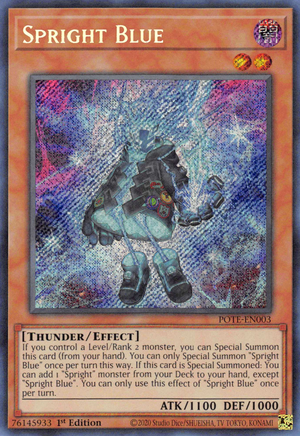 Spright Blue
闇
POTE-EN003
[THUNDER/EFFECT]
If you control a Level/Rank 2 monster, you can Special Summon
this card (from your hand). You can only Special Summon "Spright
Blue" once per turn this way. If this card is Special Summoned: You
can add 1 "Spright" monster from your Deck to your hand, except
"Spright Blue". You can only use this effect of "Spright Blue" once
per turn.
ATK/1100 DEF/1000
76145933 1st Edition ©2020 Studio Dice/SHUEISHA, TV TOKYO, KONAMI